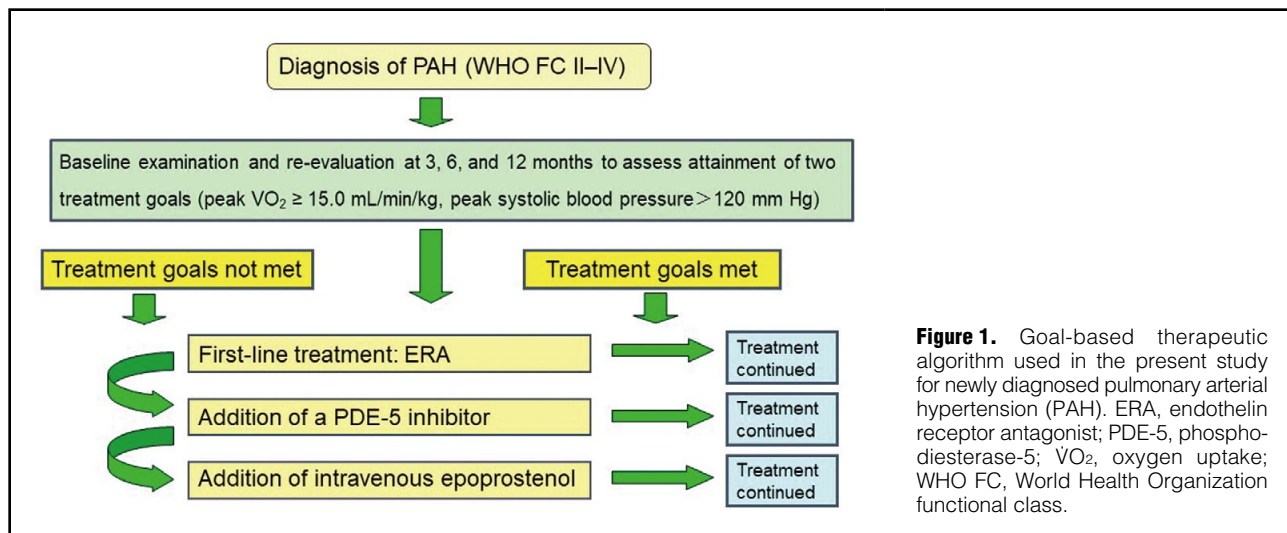 Diagnosis of PAH (WHO FC II–IV)
Baseline examination and re-evaluation at 3, 6, and 12 months to assess attainment of two
treatment goals (peak VO₂ ≥ 15.0 mL/min/kg, peak systolic blood pressure>120 mm Hg)
Treatment goals not met
Treatment goals met
First-line treatment: ERA
Treatment
continued
Addition of a PDE-5 inhibitor
Treatment
continued
Addition of intravenous epoprostenol
Treatment
continued
Figure 1. Goal-based therapeutic
algorithm used in the present study
for newly diagnosed pulmonary arterial
hypertension (PAH). ERA, endothelin
receptor antagonist; PDE-5, phospho-
diesterase-5; V̇O₂, oxygen uptake;
WHO FC, World Health Organization
functional class.